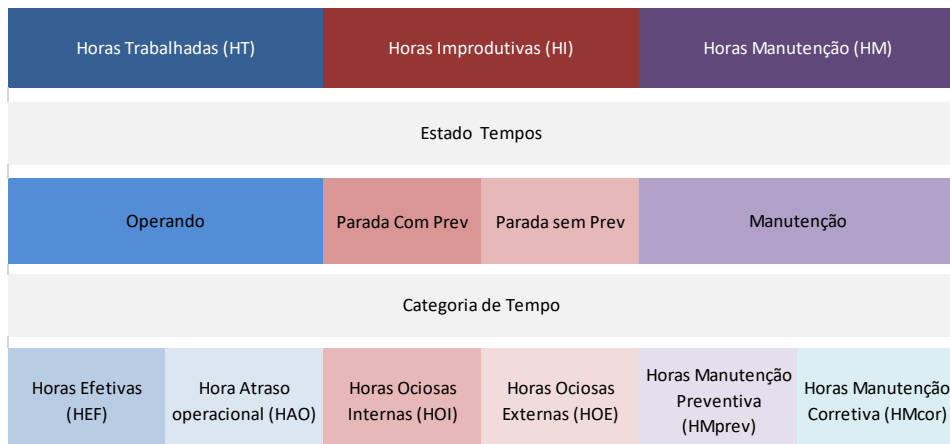 Horas Trabalhadas (HT)
Horas Improdutivas (HI)
Horas Manutenção (HM)
Estado Tempos
Operando
Parada Com Prev
Parada sem Prev
Manutenção
Categoria de Tempo
Horas Efetivas
(HEF)
Hora Atraso
operacional (HAO)
Horas Ociosas
Internas (HOI)
Horas Ociosas
Externas (HOE)
Horas Manutenção
Preventiva
(HMprev)
Horas Manutenção
Corretiva (HMcor)